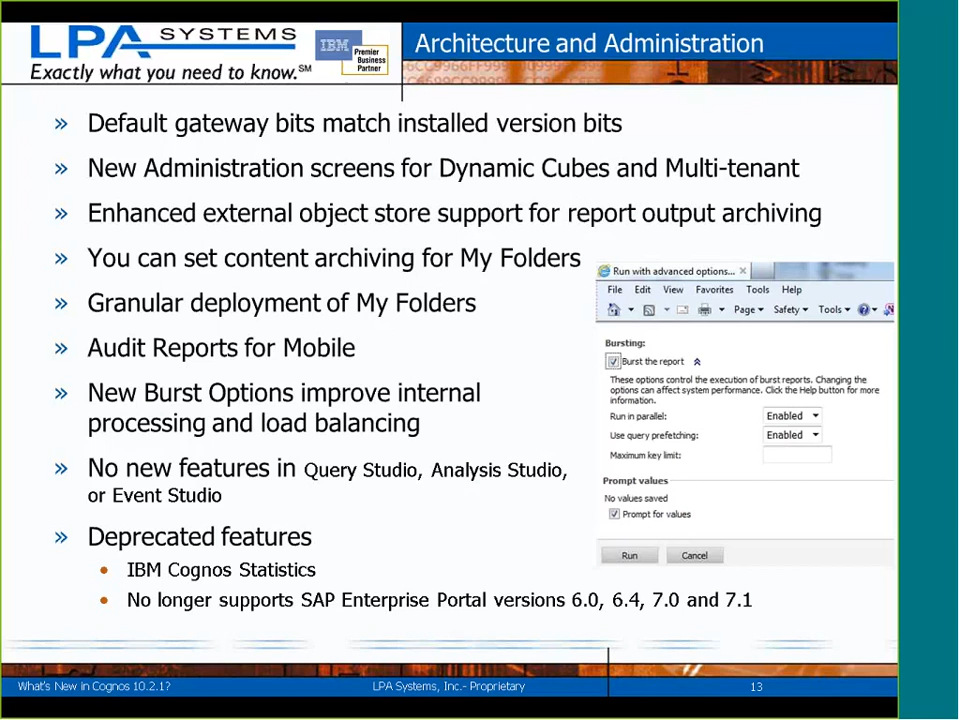 LPA SYSTEMS
Exactly what you need to know.℠
IBM
Premier
Business
Partner
Architecture and Administration
» Default gateway bits match installed version bits
» New Administration screens for Dynamic Cubes and Multi-tenant
» Enhanced external object store support for report output archiving
» You can set content archiving for My Folders
» Granular deployment of My Folders
» Audit Reports for Mobile
» New Burst Options improve internal
processing and load balancing
» No new features in Query Studio, Analysis Studio,
or Event Studio
» Deprecated features
• IBM Cognos Statistics
• No longer supports SAP Enterprise Portal versions 6.0, 6.4, 7.0 and 7.1
Run with advanced options...
File Edit View Favorites Tools Help
Page Safety Tools
Bursting:
Burst the report
These options control the execution of burst reports. Changing the
options can affect system performance. Click the Help button for more
information.
Run in parallel: Enabled
Use query prefetching: Enabled
Maximum key limit:
Prompt values
No values saved
Prompt for values
Run Cancel
What's New in Cognos 10.2.1? LPA Systems, Inc.- Proprietary 13